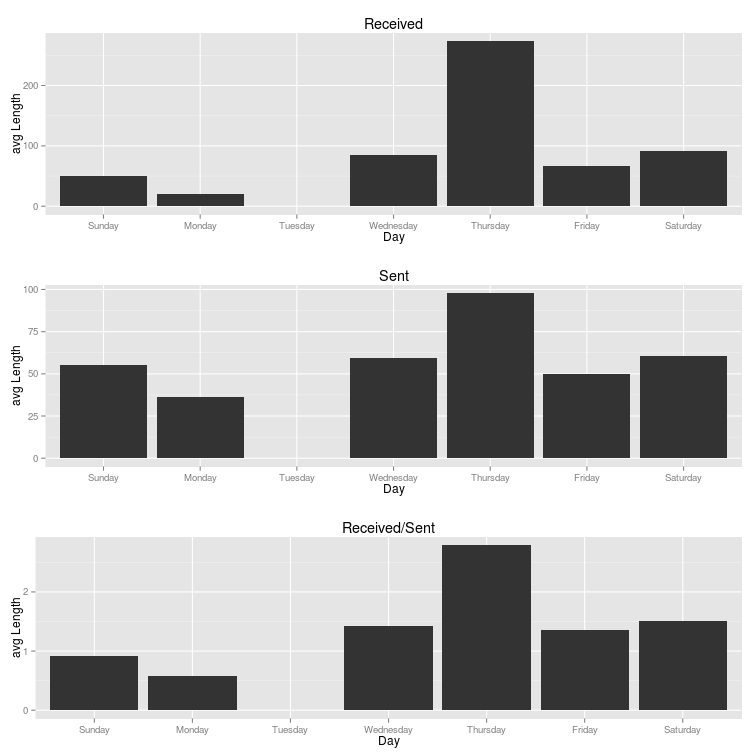 Received
avg Length
200
100
0
Sunday Monday Tuesday Wednesday Thursday Friday Saturday
Day
Sent
avg Length
100
75
50
25
0
Sunday Monday Tuesday Wednesday Thursday Friday Saturday
Day
Received/Sent
avg Length
2
1
0
Sunday Monday Tuesday Wednesday Thursday Friday Saturday
Day